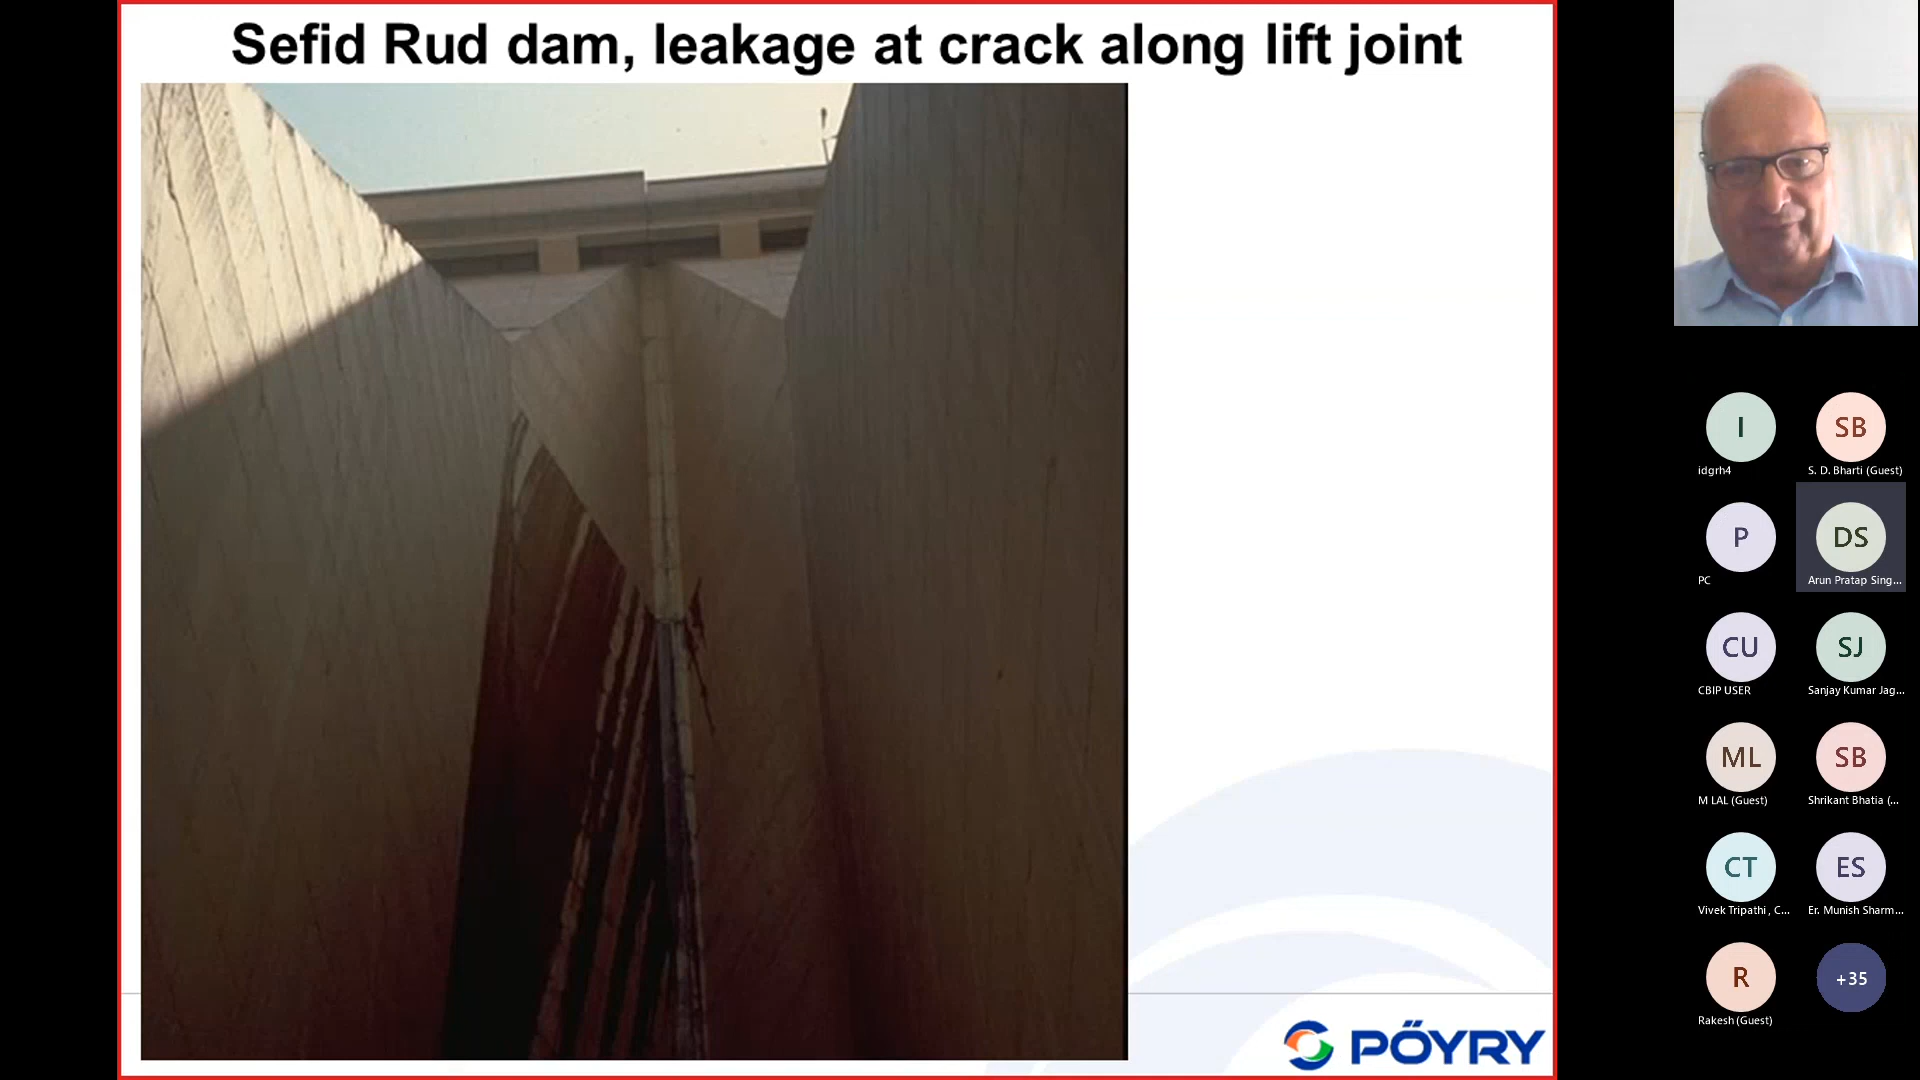 Sefid Rud dam, leakage at crack along lift joint
PÖYRY
I
idgrh4
SB
S. D. Bharti (Guest)
P
PC
DS
Arun Pratap Sing...
CU
CBIP USER
SJ
Sanjay Kumar Jag...
ML
M LAL (Guest)
SB
Shrikant Bhatia (...
CT
Vivek Tripathi , C...
ES
Er. Munish Sharm...
R
Rakesh (Guest)
+35